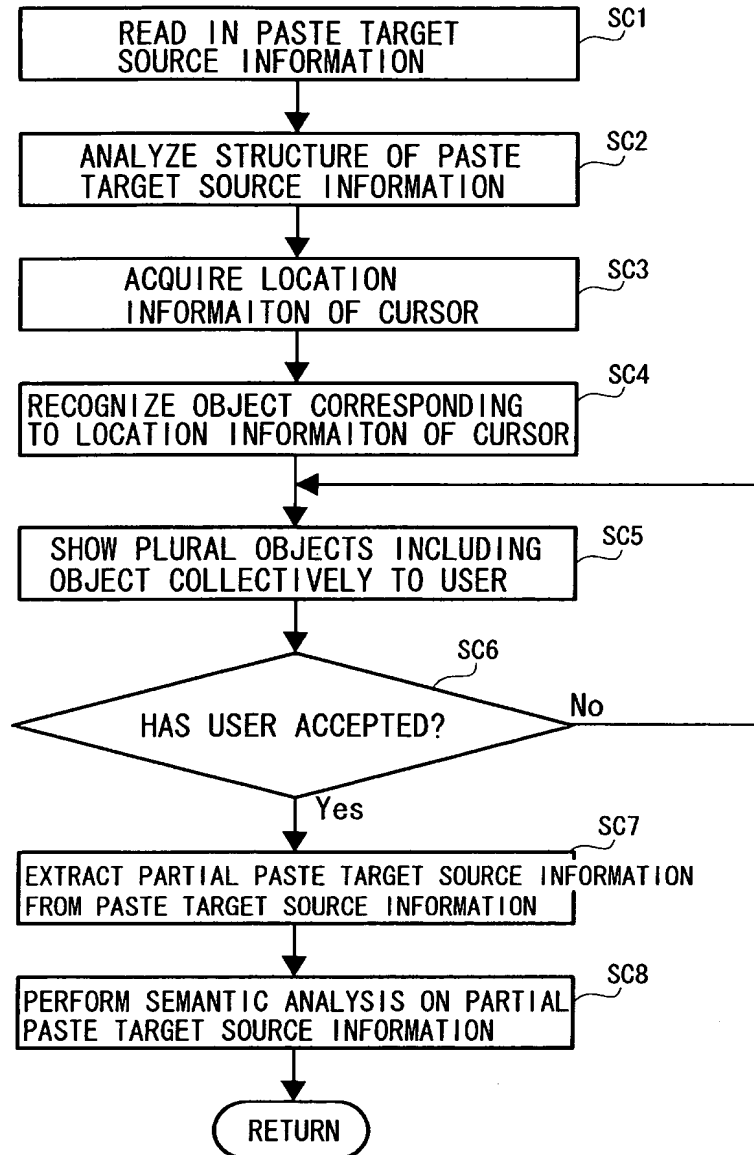 SC1
READ IN PASTE TARGET
SOURCE INFORMATION
SC2
ANALYZE STRUCTURE OF PASTE
TARGET SOURCE INFORMATION
SC3
ACQUIRE LOCATION
INFORMAITON OF CURSOR
SC4
RECOGNIZE OBJECT CORRESPONDING
TO LOCATION INFORMAITON OF CURSOR
SC5
SHOW PLURAL OBJECTS INCLUDING
OBJECT COLLECTIVELY TO USER
SC6
HAS USER ACCEPTED?
No
Yes
SC7
EXTRACT PARTIAL PASTE TARGET SOURCE INFORMATION
FROM PASTE TARGET SOURCE INFORMATION
SC8
PERFORM SEMANTIC ANALYSIS ON PARTIAL
PASTE TARGET SOURCE INFORMATION
RETURN